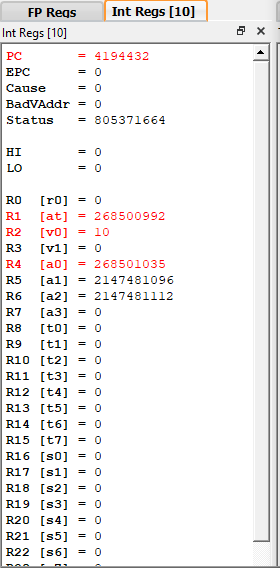 FP Regs Int Regs [10]
Int Regs [10]
PC = 4194432
EPC = 0
Cause = 0
BadVAddr = 0
Status = 805371664
HI = 0
LO = 0
R0 [r0] = 0
R1 [at] = 268500992
R2 [v0] = 10
R3 [v1] = 0
R4 [a0] = 268501035
R5 [a1] = 2147481096
R6 [a2] = 2147481112
R7 [a3] = 0
R8 [t0] = 0
R9 [t1] = 0
R10 [t2] = 0
R11 [t3] = 0
R12 [t4] = 0
R13 [t5] = 0
R14 [t6] = 0
R15 [t7] = 0
R16 [s0] = 0
R17 [s1] = 0
R18 [s2] = 0
R19 [s3] = 0
R20 [s4] = 0
R21 [s5] = 0
R22 [s6] = 0